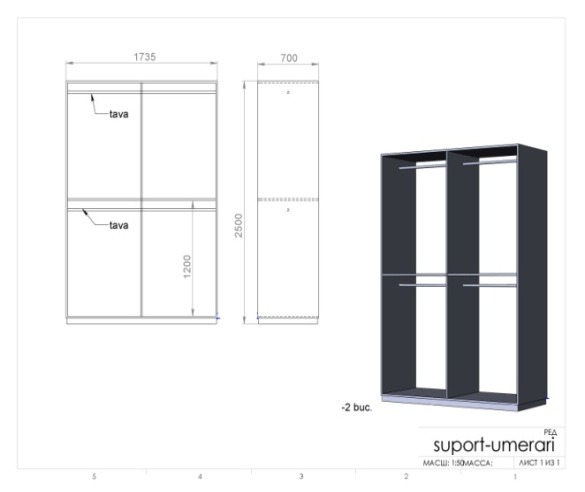 1735
700
tava
tava
2500
1200
-2 buc.
РЕД
suport-umerari
МАСШ: 1:50 МАССА:
ЛИСТ 1 ИЗ 1
5 4 3 2 1